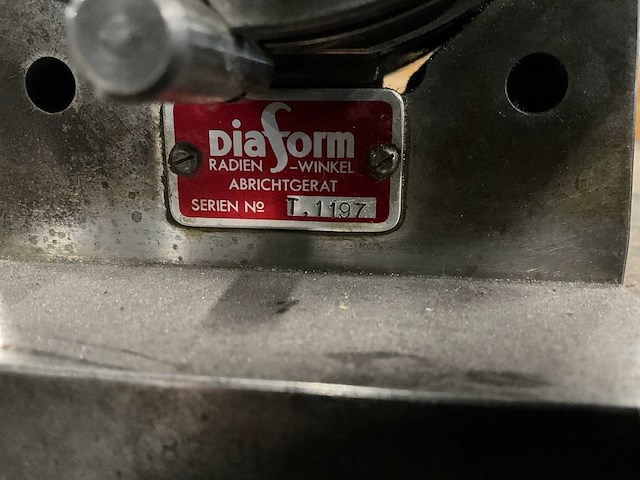 DiaForm
RADIEN -WINKEL
ABRICHTGERAT
SERIEN No T.1197